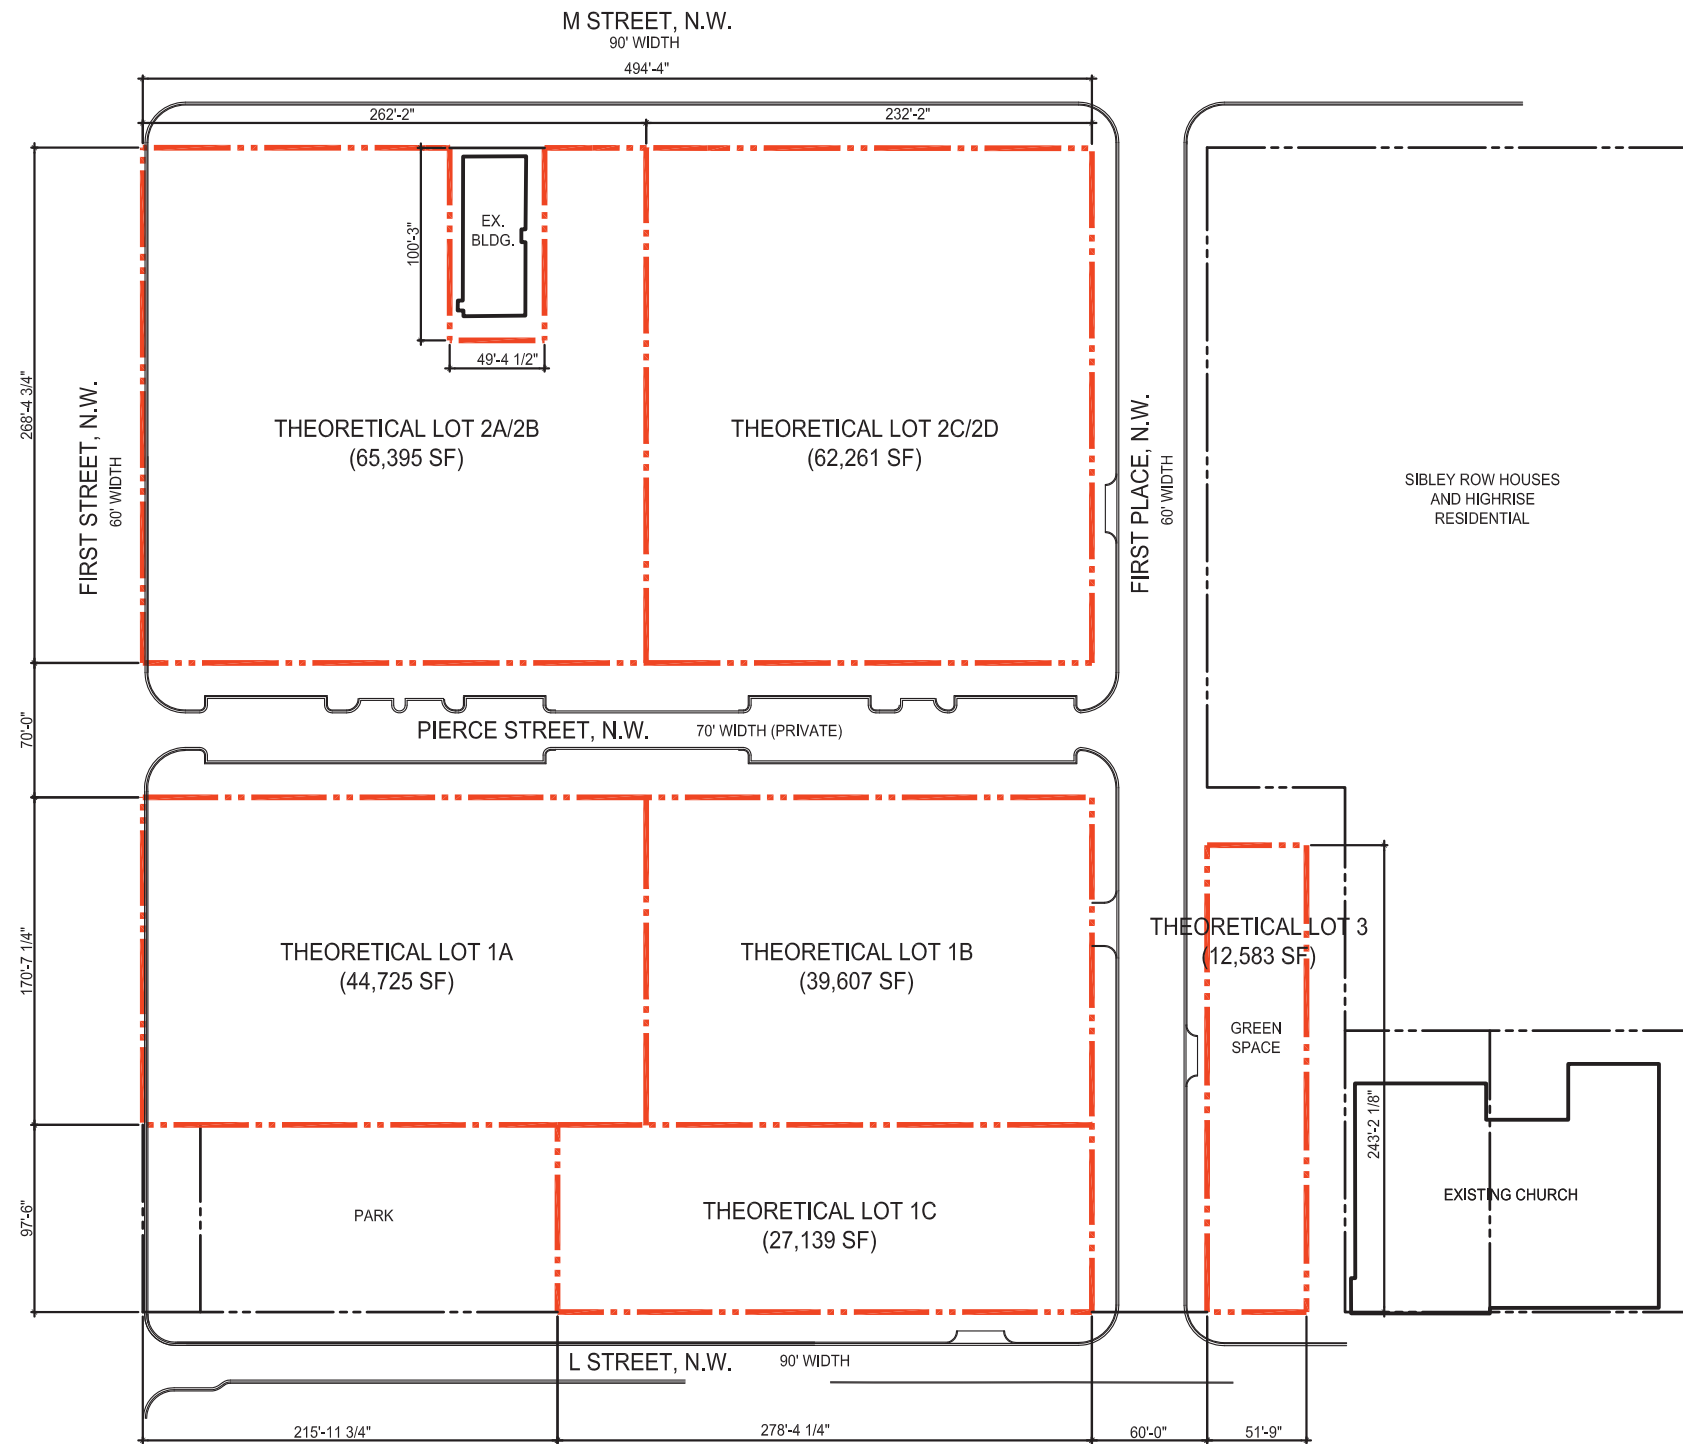 M STREET, N.W.
90' WIDTH
494'-4"
262'-2"
232'-2"
EX.
BLDG.
100'-3"
49'-4 1/2"
268'-4 3/4"
FIRST STREET, N.W.
60' WIDTH
THEORETICAL LOT 2A/2B
(65,395 SF)
THEORETICAL LOT 2C/2D
(62,261 SF)
FIRST PLACE, N.W.
60' WIDTH
SIBLEY ROW HOUSES
AND HIGHRISE
RESIDENTIAL
70'-0"
PIERCE STREET, N.W.
70' WIDTH (PRIVATE)
170'-7 1/4"
THEORETICAL LOT 1A
(44,725 SF)
THEORETICAL LOT 1B
(39,607 SF)
THEORETICAL LOT 3
(12,583 SF)
GREEN
SPACE
243'-2 1/8"
97'-6"
PARK
THEORETICAL LOT 1C
(27,139 SF)
EXISTING CHURCH
L STREET, N.W.
90' WIDTH
215'-11 3/4"
278'-4 1/4"
60'-0"
51'-9"